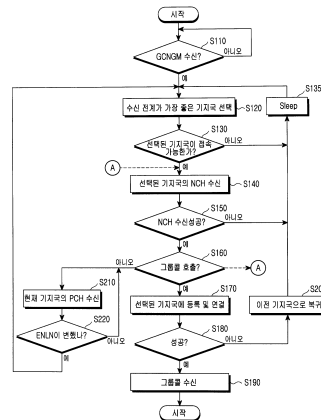 시작
S110
GCNGM 수신?
아니오
예
S135
Sleep
수신 전계가 가장 좋은 기지국 선택
S120
S130
선택된 기지국이 접속
가능한가?
아니오
예
A
선택된 기지국의 NCH 수신
S140
S150
NCH 수신성공?
아니오
예
S160
아니오
그룹콜 호출?
A
예
S210
현재 기지국의 PCH 수신
S170
선택된 기지국에 등록 및 연결
이전 기지국으로 복귀
S220
ENLN이 변했나?
아니오
예
S180
성공?
아니오
예
그룹콜 수신
S190
시작